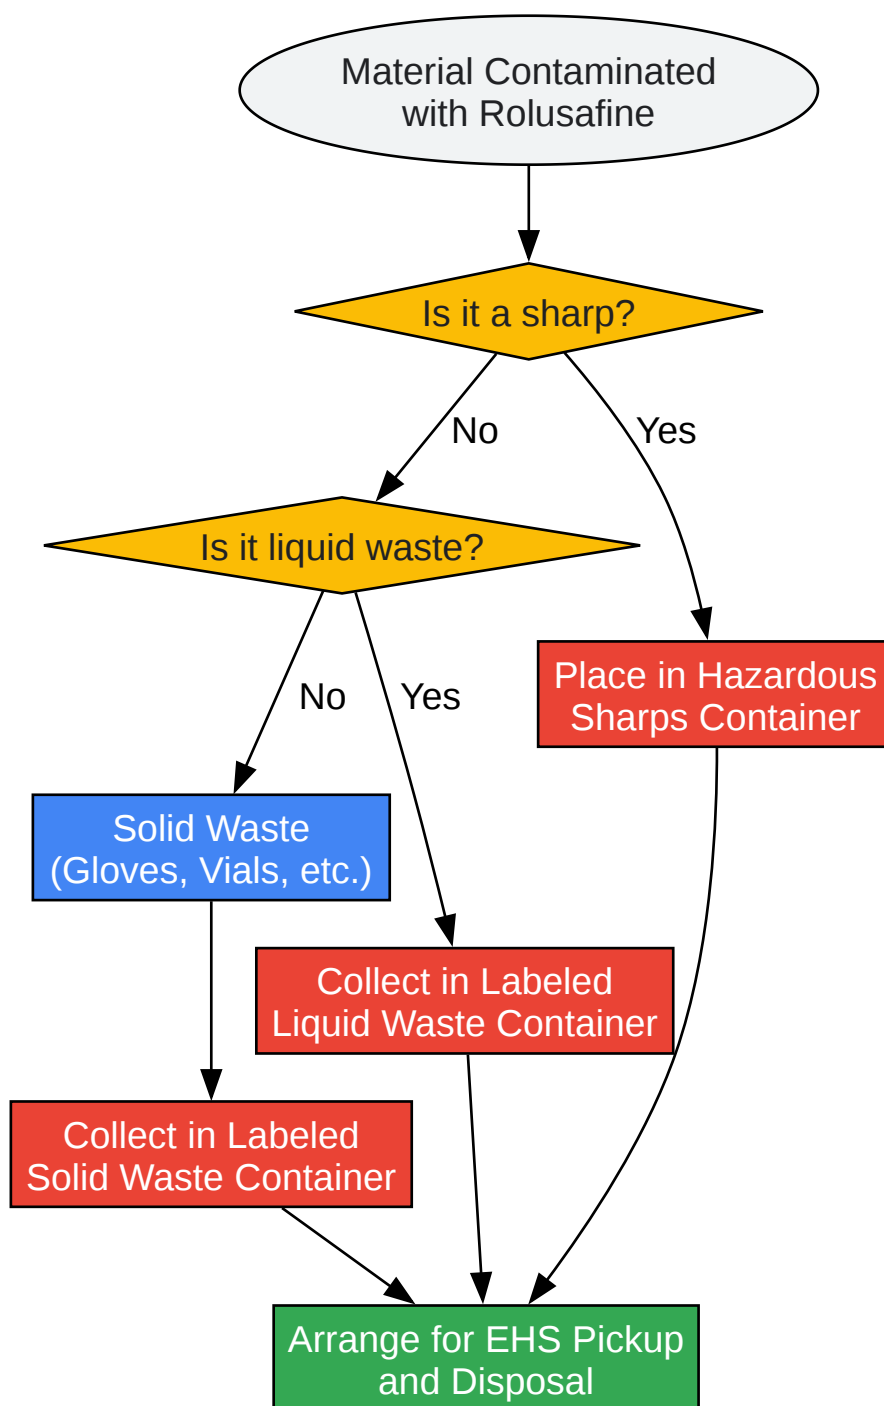 Material Contaminated
with Rolusafine
Is it a sharp?
No
Yes
Is it liquid waste?
No
Yes
Place in Hazardous
Sharps Container
Solid Waste
(Gloves, Vials, etc.)
Collect in Labeled
Liquid Waste Container
Collect in Labeled
Solid Waste Container
Arrange for EHS Pickup
and Disposal